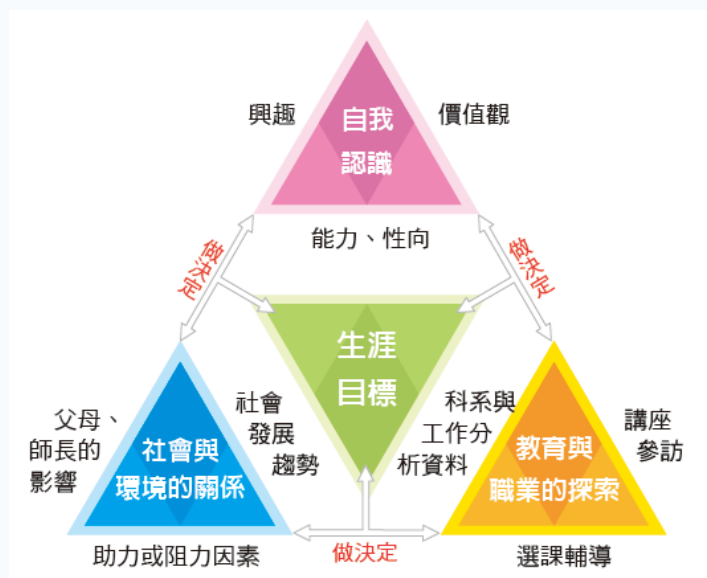 興趣
自我
認識
價值觀
能力、性向
做決定
做決定
生涯
目標
父母、
師長的
影響
社會與
環境的關係
社會
發展
趨勢
助力或阻力因素
做決定
科系與
工作分
析資料
教育與
職業的探索
講座
參訪
選課輔導